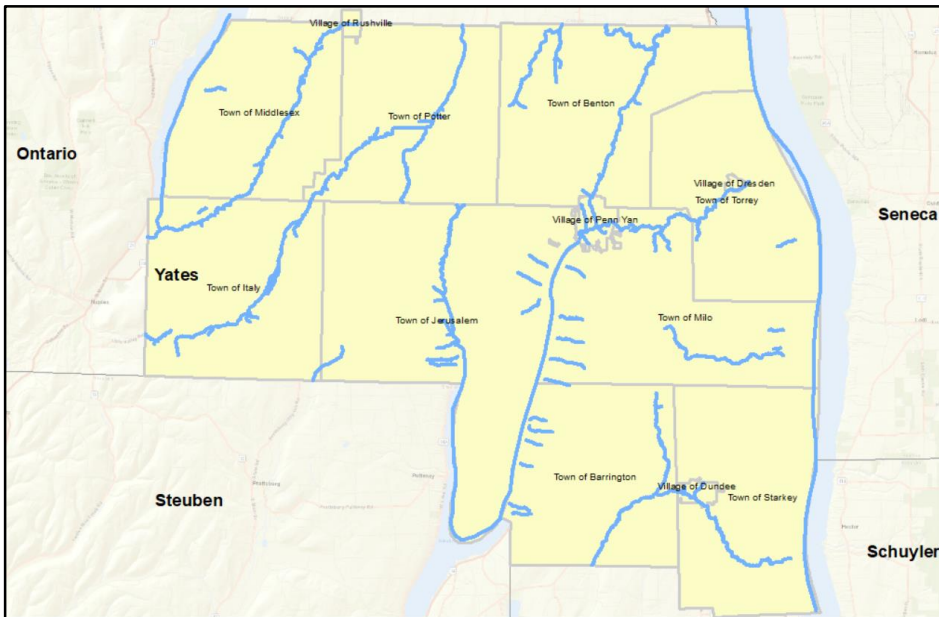 Village of Rushville
Town of Middlesex
Town of Potter
Town of Benton
Ontario
Village of Dresden
Town of Torrey
Seneca
Village of Penn Yan
Yates
Town of Italy
Town of Jerusalem
Town of Milo
Town of Barrington
Village of Dundee
Town of Starkey
Steuben
Schuyler